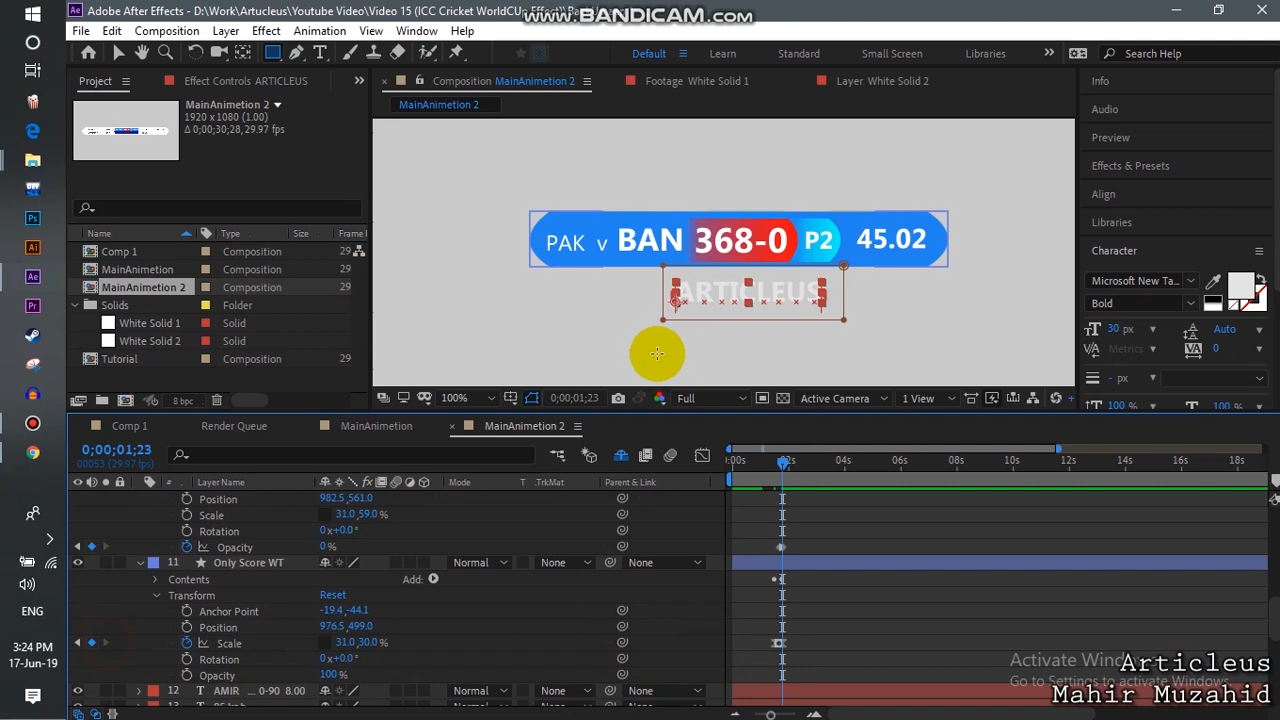 Adobe After Effects - D:\Work\Artucleus\Youtube Video\Video 15 (ICC Cricket WorldCUp Effect)\
www.BANDICAM.com
File Edit Composition Layer Effect Animation View Window Help
Default Learn Standard Small Screen Libraries Search Help
Project Effect Controls ARTICLEUS Composition MainAnimetion 2 Footage White Solid 1 Layer White Solid 2
MainAnimetion 2
1920 x 1080 (1.00)
Δ 0;00;30;28, 29.97 fps
MainAnimetion 2
Name Type Size Frame
Comp 1 Composition 29
MainAnimetion Composition 29
MainAnimetion 2 Composition 29
Solids Folder
White Solid 1 Solid
White Solid 2 Solid
Tutorial Composition 29
8 bpc
PAK v BAN 368-0 P2 45.02
ARTICLEUS
100% 0;00;01;23 Full Active Camera 1 View +0
Info
Audio
Preview
Effects & Presets
Align
Libraries
Character
Microsoft New Tai
Bold
30 px Auto
Metrics 0
- px
100 % 100 %
Comp 1 Render Queue MainAnimetion MainAnimetion 2
0;00;01;23
00053 (29.97 fps)
:00s 02s 04s 06s 08s 10s 12s 14s 16s 18s
# Layer Name Mode T .TrkMat Parent & Link
Position 982.5,561.0
Scale 31.0,59.0%
Rotation 0x+0.0°
Opacity 0%
11 Only Score WT Normal None None
Contents Add:
Transform Reset
Anchor Point -19.4,-44.1
Position 976.5,499.0
Scale 31.0,30.0%
Rotation 0x+0.0°
Opacity 100%
12 T AMIR ... 0-90 8.00 Normal None None
ENG
3:24 PM
17-Jun-19
Articleus
Mahir Muzahid
Go to Settings to activate Windows.